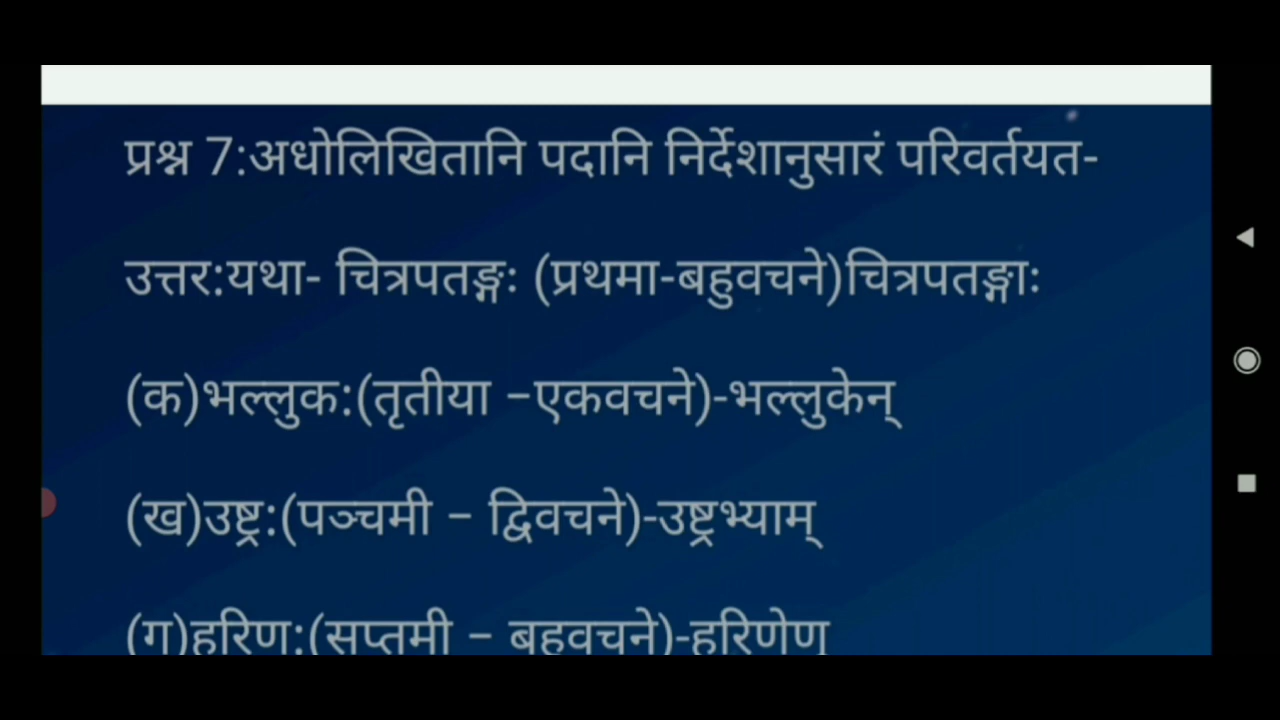 प्रश्न 7:अधोलिखितानि पदानि निर्देशानुसारं परिवर्तयत-
उत्तर:यथा- चित्रपतङ्गः (प्रथमा-बहुवचने)चित्रपतङ्गाः
(क)भल्लुक:(तृतीया –एकवचने)-भल्लुकेन्
(ख)उष्ट्र:(पञ्चमी – द्विवचने)-उष्ट्रभ्याम्
(ग)हरिण:(सप्तमी – बहुवचने)-हरिणेण